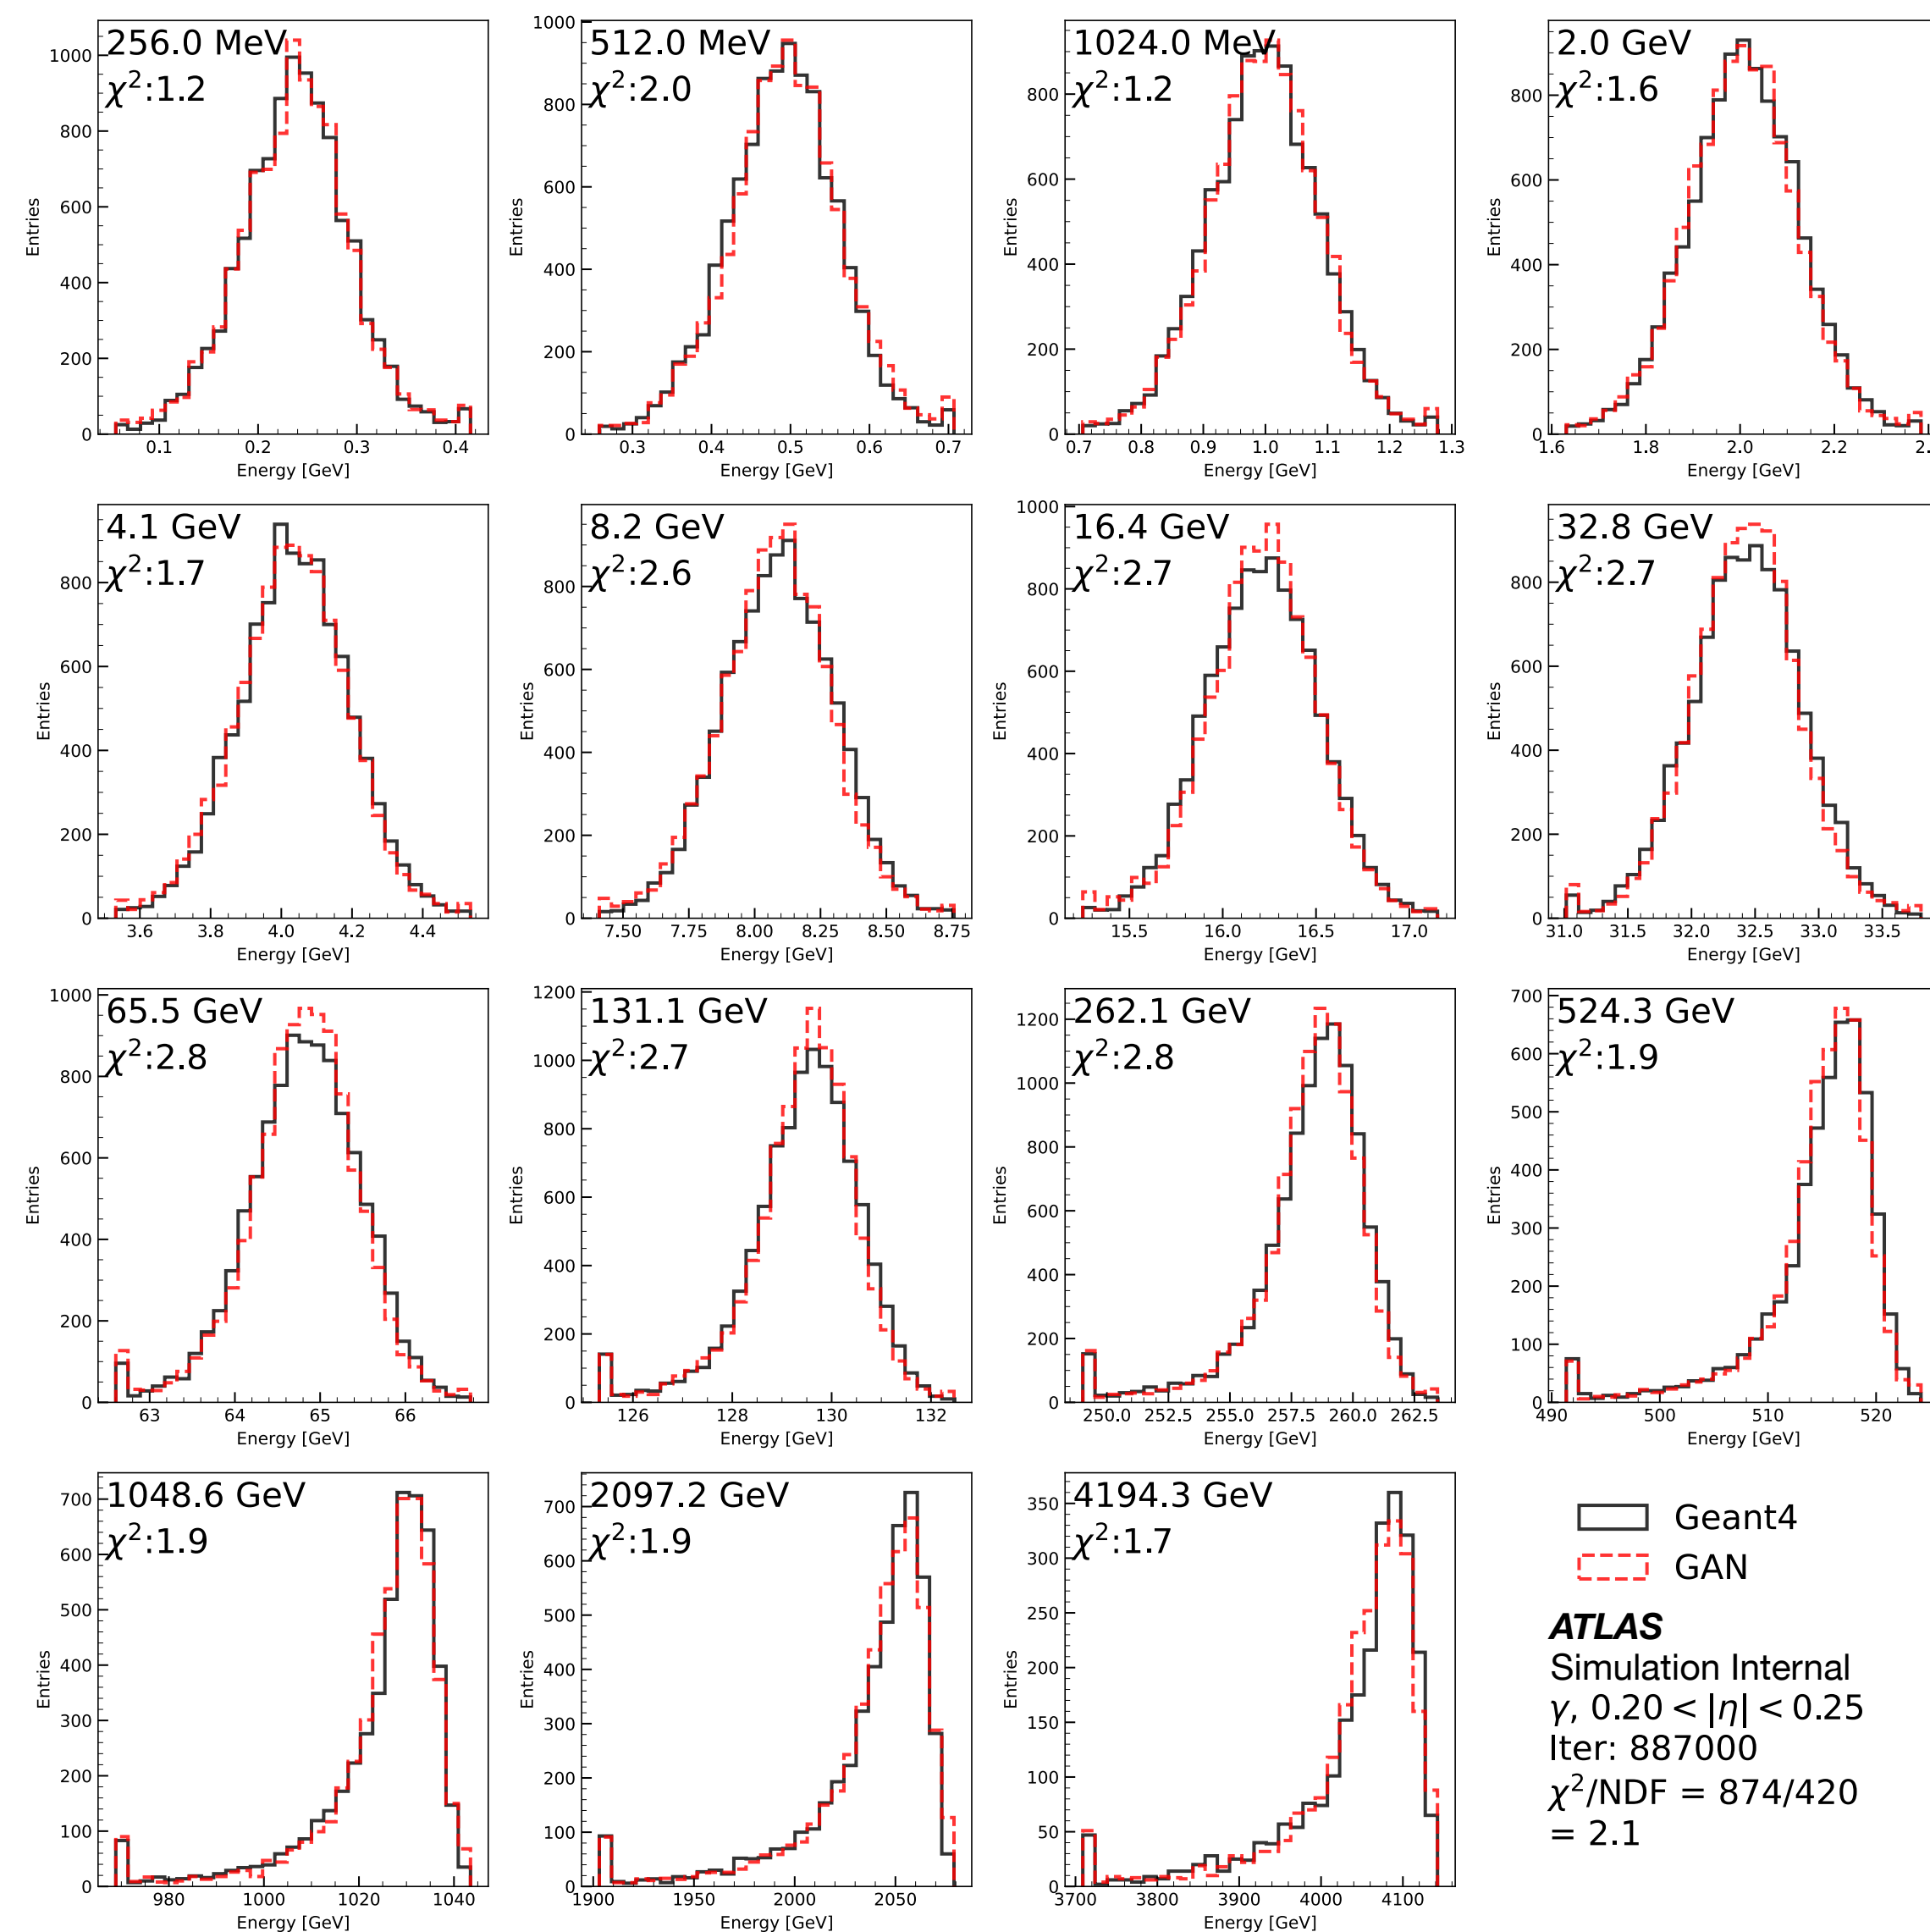 256.0 MeV
χ²:1.2
Entries
0
200
400
600
800
1000
0.1
0.2
0.3
0.4
Energy [GeV]
512.0 MeV
χ²:2.0
Entries
0
200
400
600
800
1000
0.3
0.4
0.5
0.6
0.7
Energy [GeV]
1024.0 MeV
χ²:1.2
Entries
0
200
400
600
800
0.7
0.8
0.9
1.0
1.1
1.2
1.3
Energy [GeV]
2.0 GeV
χ²:1.6
Entries
0
200
400
600
800
1.6
1.8
2.0
2.2
Energy [GeV]
4.1 GeV
χ²:1.7
Entries
0
200
400
600
800
3.6
3.8
4.0
4.2
4.4
Energy [GeV]
8.2 GeV
χ²:2.6
Entries
0
200
400
600
800
7.50
7.75
8.00
8.25
8.50
8.75
Energy [GeV]
16.4 GeV
χ²:2.7
Entries
0
200
400
600
800
1000
15.5
16.0
16.5
17.0
Energy [GeV]
32.8 GeV
χ²:2.7
Entries
0
200
400
600
800
31.0
31.5
32.0
32.5
33.0
33.5
Energy [GeV]
65.5 GeV
χ²:2.8
Entries
0
200
400
600
800
1000
63
64
65
66
Energy [GeV]
131.1 GeV
χ²:2.7
Entries
0
200
400
600
800
1000
1200
126
128
130
132
Energy [GeV]
262.1 GeV
χ²:2.8
Entries
0
200
400
600
800
1000
1200
250.0
252.5
255.0
257.5
260.0
262.5
Energy [GeV]
524.3 GeV
χ²:1.9
Entries
0
100
200
300
400
500
600
700
490
500
510
520
Energy [GeV]
1048.6 GeV
χ²:1.9
Entries
0
100
200
300
400
500
600
700
980
1000
1020
1040
Energy [GeV]
2097.2 GeV
χ²:1.9
Entries
0
100
200
300
400
500
600
700
1900
1950
2000
2050
Energy [GeV]
4194.3 GeV
χ²:1.7
Entries
0
50
100
150
200
250
300
350
3700
3800
3900
4000
4100
Energy [GeV]
Geant4
GAN
ATLAS
Simulation Internal
γ, 0.20 < |η| < 0.25
Iter: 887000
χ²/NDF = 874/420
= 2.1